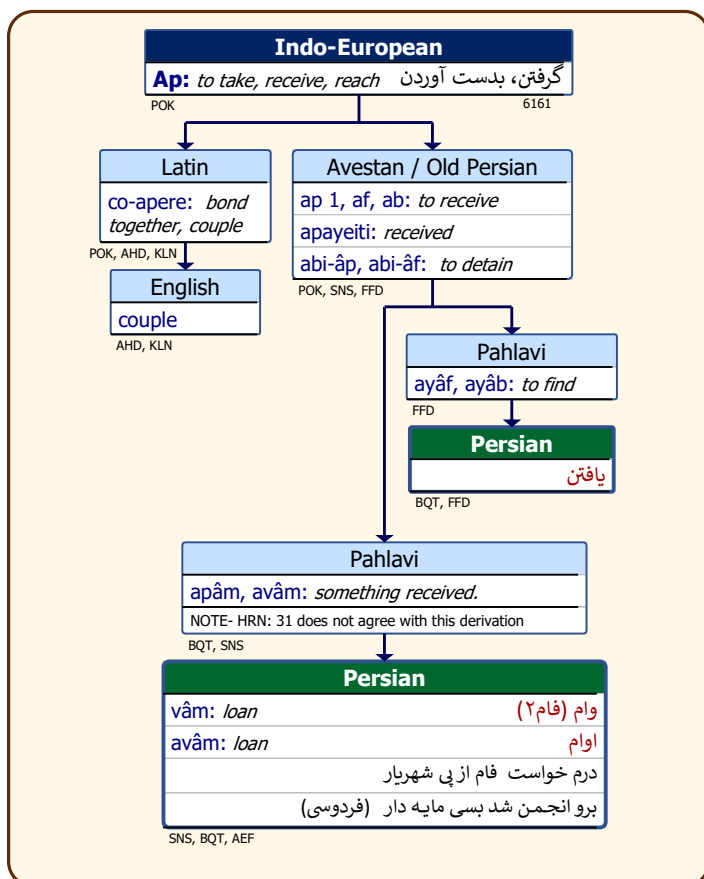 Indo-European
Ap: to take, receive, reach گرفتن، بدست آوردن
POK 6161
Latin
co-apere: bond
together, couple
POK, AHD, KLN
English
couple
AHD, KLN
Avestan / Old Persian
ap 1, af, ab: to receive
apayeiti: received
abi-âp, abi-âf: to detain
POK, SNS, FFD
Pahlavi
ayâf, ayâb: to find
FFD
Persian
یافتن
BQT, FFD
Pahlavi
apâm, avâm: something received.
NOTE- HRN: 31 does not agree with this derivation
BQT, SNS
Persian
vâm: loan وام (فام۲)
avâm: loan اوام
درم خواست فام از پی شهریار
برو انجمن شد بسی مایه دار (فردوسی)
SNS, BQT, AEF